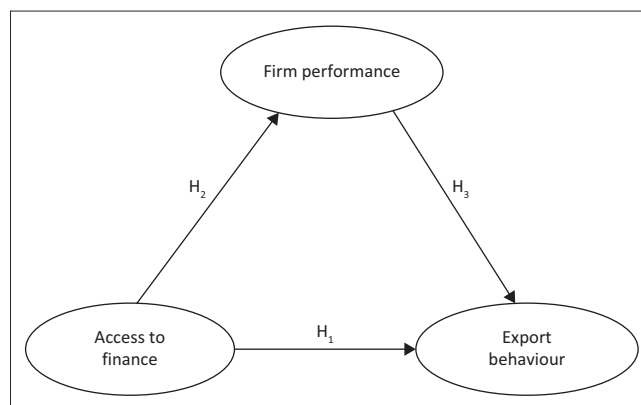 Firm performance
H₂
H₃
Access to
finance
H₁
Export
behaviour